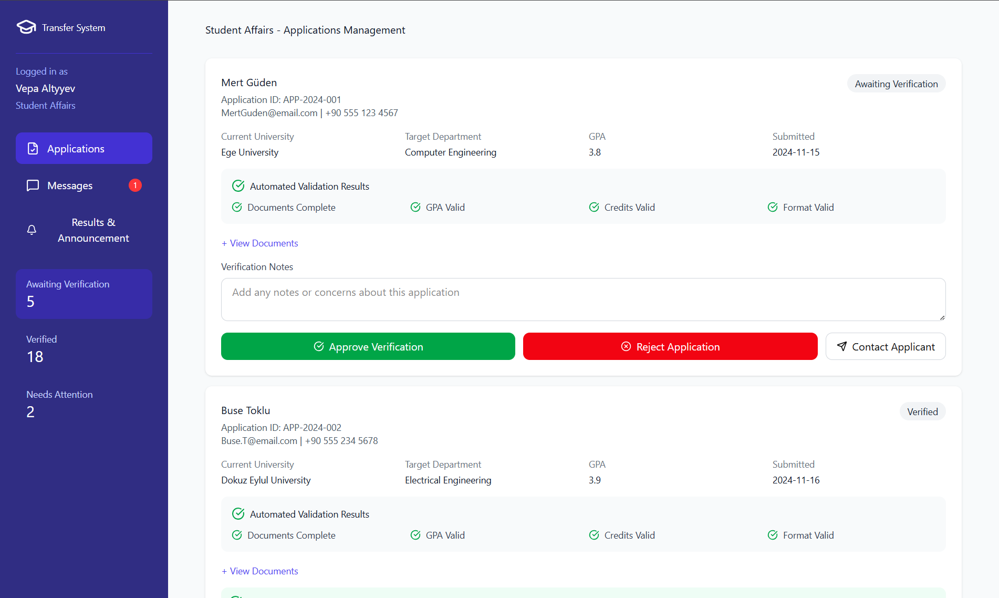 Transfer System
Logged in as
Vepa Altyyev
Student Affairs
Applications
Messages 1
Results &
Announcement
Awaiting Verification
5
Verified
18
Needs Attention
2
Student Affairs - Applications Management
Mert Güden
Awaiting Verification
Application ID: APP-2024-001
MertGuden@email.com | +90 555 123 4567
Current University Target Department GPA Submitted
Ege University Computer Engineering 3.8 2024-11-15
Automated Validation Results
Documents Complete GPA Valid Credits Valid Format Valid
+ View Documents
Verification Notes
Add any notes or concerns about this application
Approve Verification Reject Application Contact Applicant
Buse Toklu
Verified
Application ID: APP-2024-002
Buse.T@email.com | +90 555 234 5678
Current University Target Department GPA Submitted
Dokuz Eylul University Electrical Engineering 3.9 2024-11-16
Automated Validation Results
Documents Complete GPA Valid Credits Valid Format Valid
+ View Documents